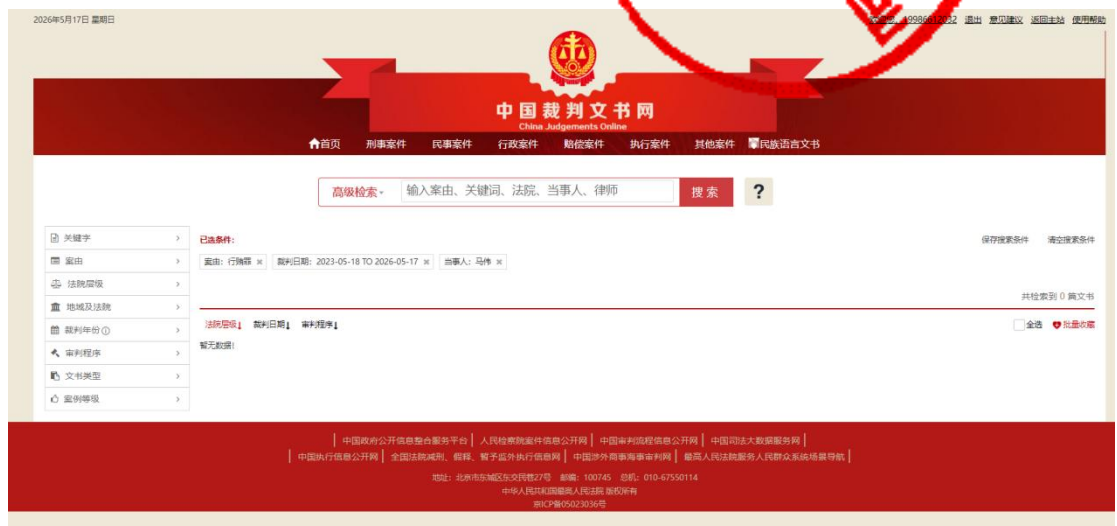 2026年5月17日 星期日
退出 意见建议 返回主站 使用帮助
中国裁判文书网
China Judgements Online
首页 刑事案件 民事案件 行政案件 赔偿案件 执行案件 其他案件 民族语言文书
高级检索 输入案由、关键词、法院、当事人、律师 搜索 ?
关键字
案由
法院层级
地域及法院
裁判年份
审判程序
文书类型
案例等级
已选条件:
保存搜索条件 清空搜索条件
案由: 行贿罪 × 裁判日期: 2023-05-18 TO 2026-05-17 × 当事人: 马伟 ×
共检索到 0 篇文书
法院层级 裁判日期 审判程序
全选 批量收藏
暂无数据!
| 中国政府公开信息整合服务平台 | 人民检察院案件信息公开网 | 中国审判流程信息公开网 | 中国司法大数据服务网 |
| 中国执行信息公开网 | 全国法院减刑、假释、暂予监外执行信息网 | 中国涉外商事海事审判网 | 最高人民法院服务人民群众系统场景导航 |
地址: 北京市东城区东交民巷27号 邮编: 100745 总机: 010-67550114
中华人民共和国最高人民法院 版权所有
京ICP备05023036号